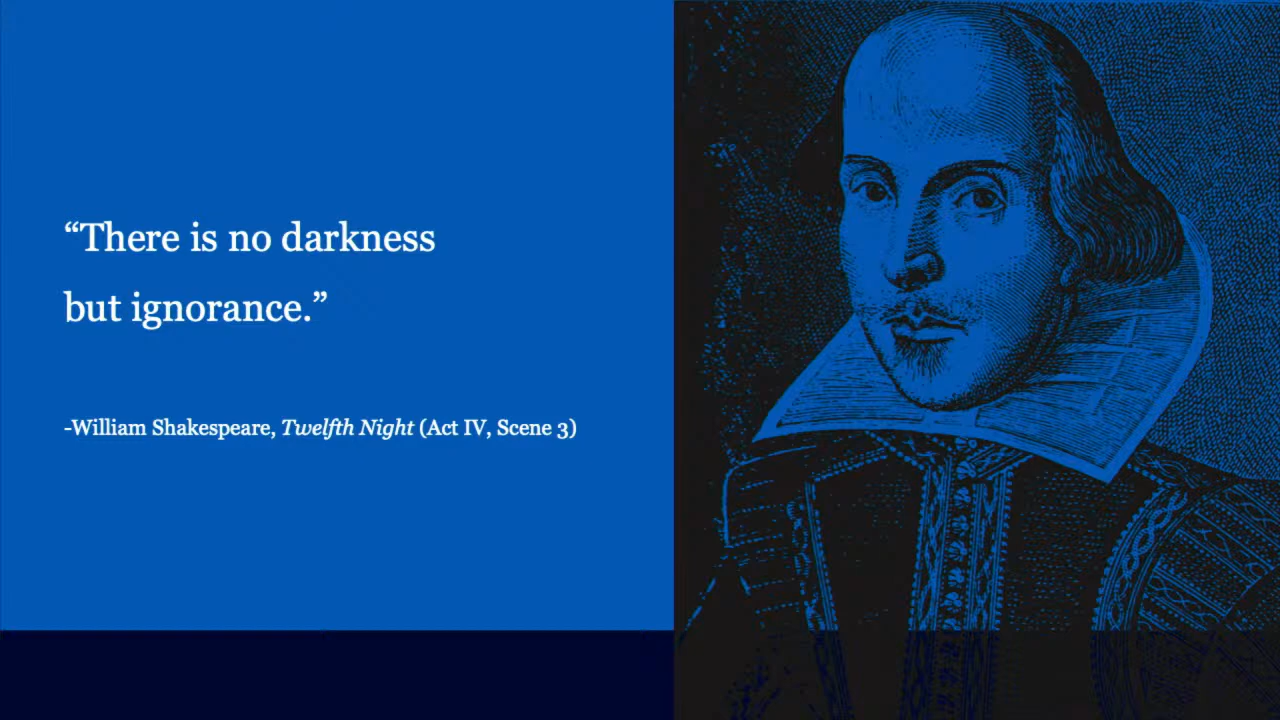 “There is no darkness
but ignorance.”
-William Shakespeare, Twelfth Night (Act IV, Scene 3)